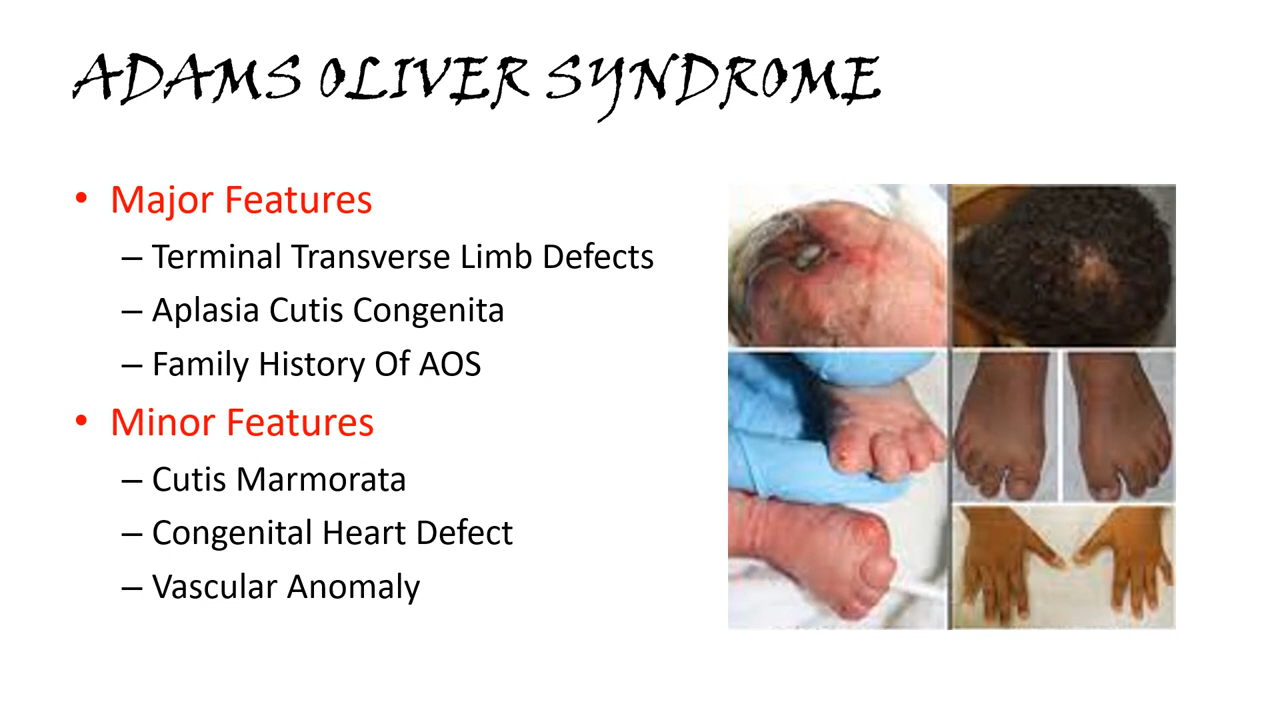 ADAMS OLIVER SYNDROME
• Major Features
– Terminal Transverse Limb Defects
– Aplasia Cutis Congenita
– Family History Of AOS
• Minor Features
– Cutis Marmorata
– Congenital Heart Defect
– Vascular Anomaly